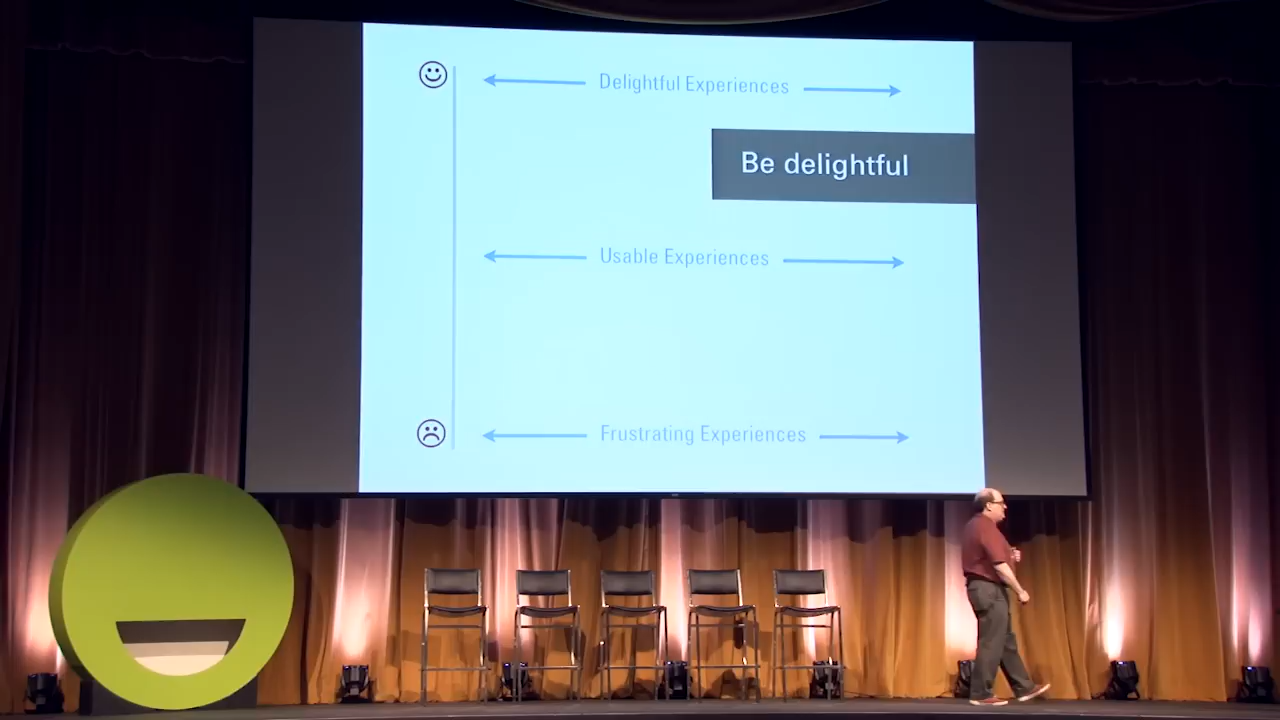 Delightful Experiences
Be delightful
Usable Experiences
Frustrating Experiences